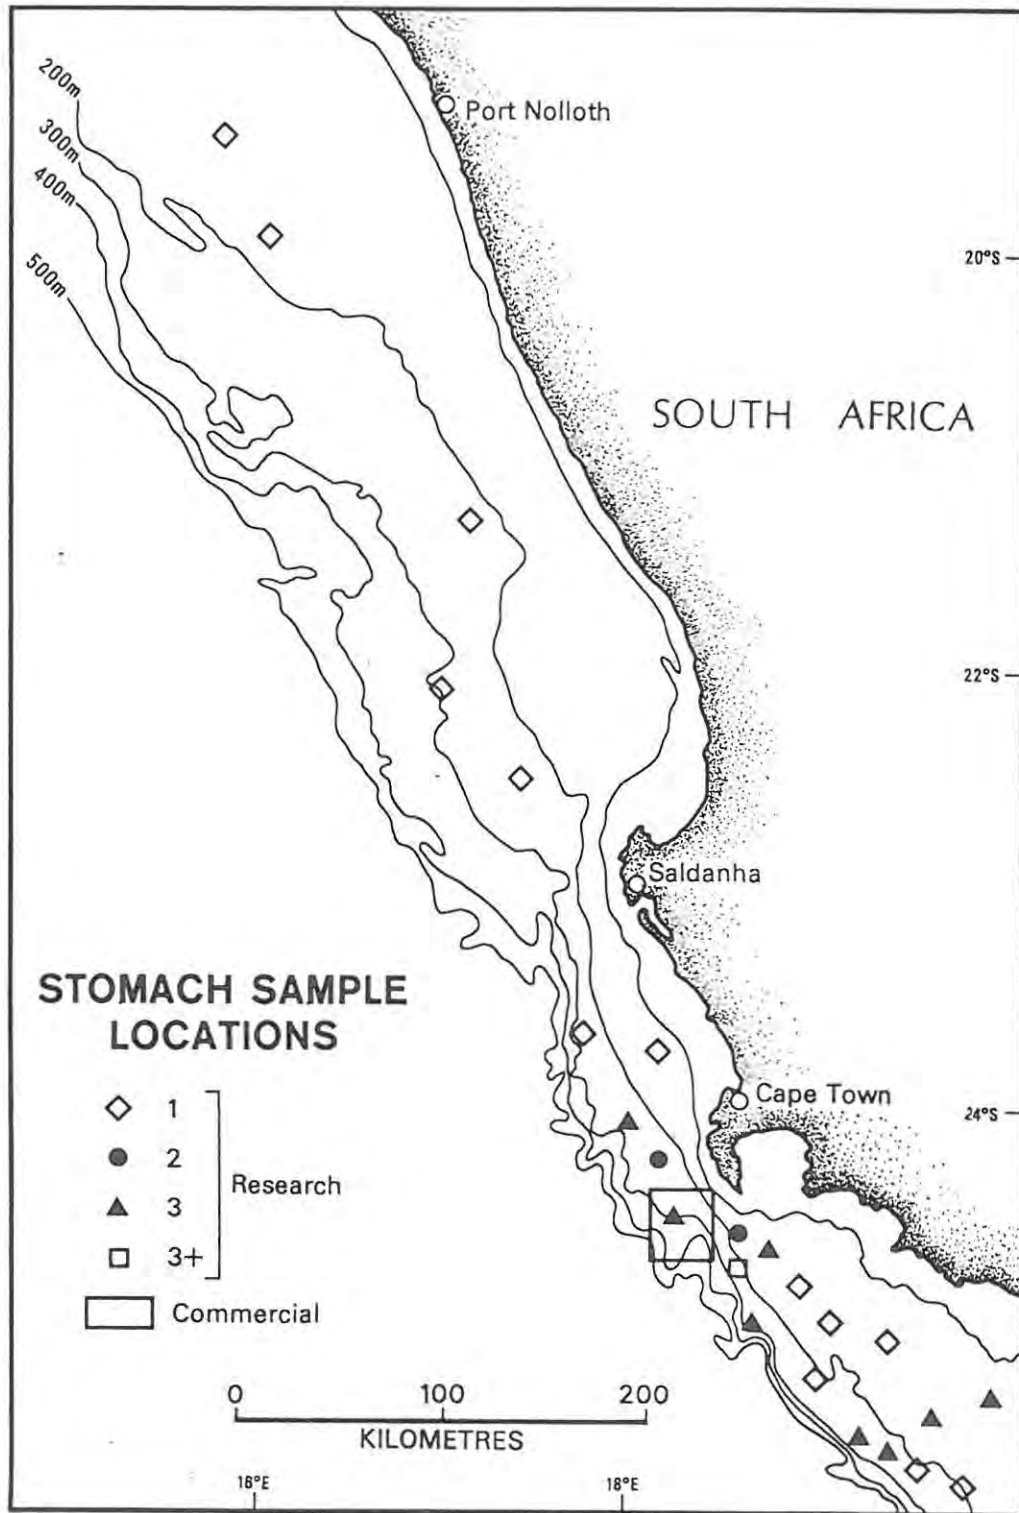 Port Nolloth
200m
300m
400m
500m
20°S
SOUTH AFRICA
22°S
Saldanha
STOMACH SAMPLE
LOCATIONS
1
2
3
3+
Research
Commercial
Cape Town
24°S
0 100 200
KILOMETRES
16°E
18°E